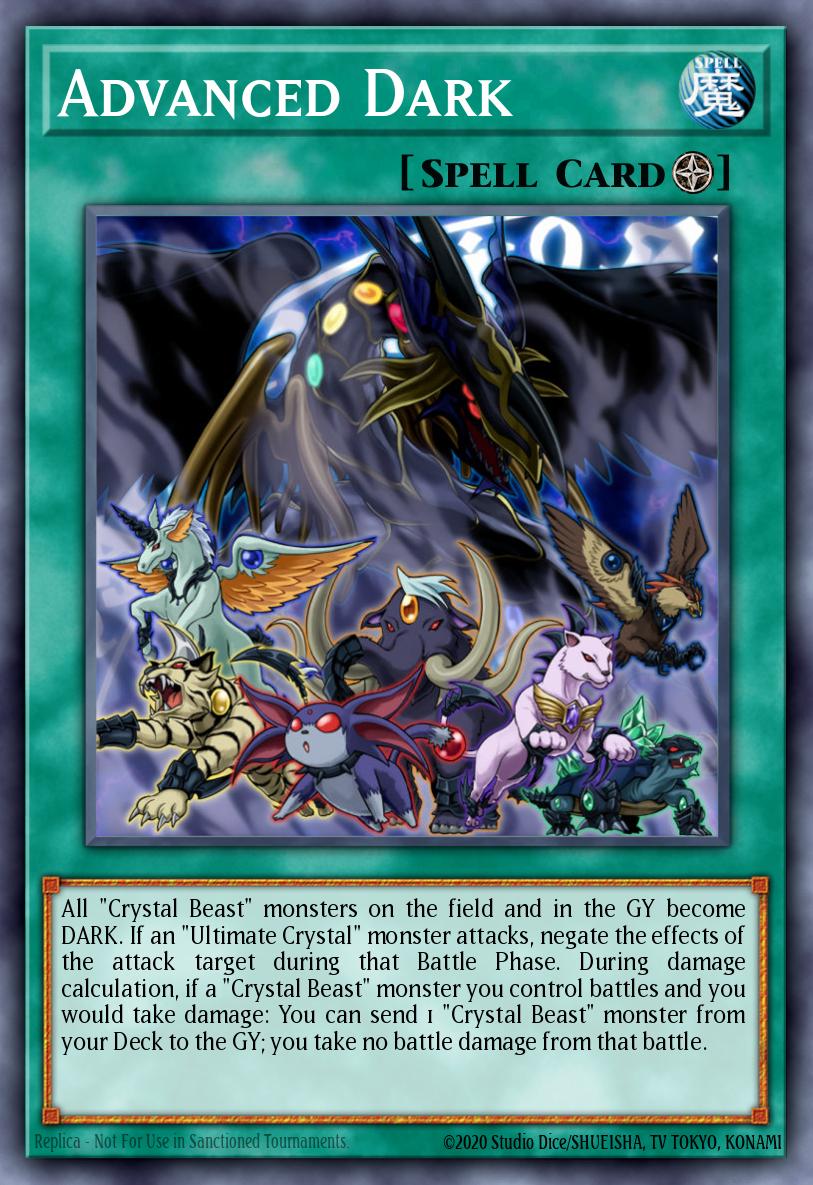 Advanced Dark
SPELL
魔
[Spell Card]
All "Crystal Beast" monsters on the field and in the GY become
DARK. If an "Ultimate Crystal" monster attacks, negate the effects of
the attack target during that Battle Phase. During damage
calculation, if a "Crystal Beast" monster you control battles and you
would take damage: You can send 1 "Crystal Beast" monster from
your Deck to the GY; you take no battle damage from that battle.
Replica - Not For Use in Sanctioned Tournaments.
©2020 Studio Dice/SHUEISHA, TV TOKYO, KONAMI